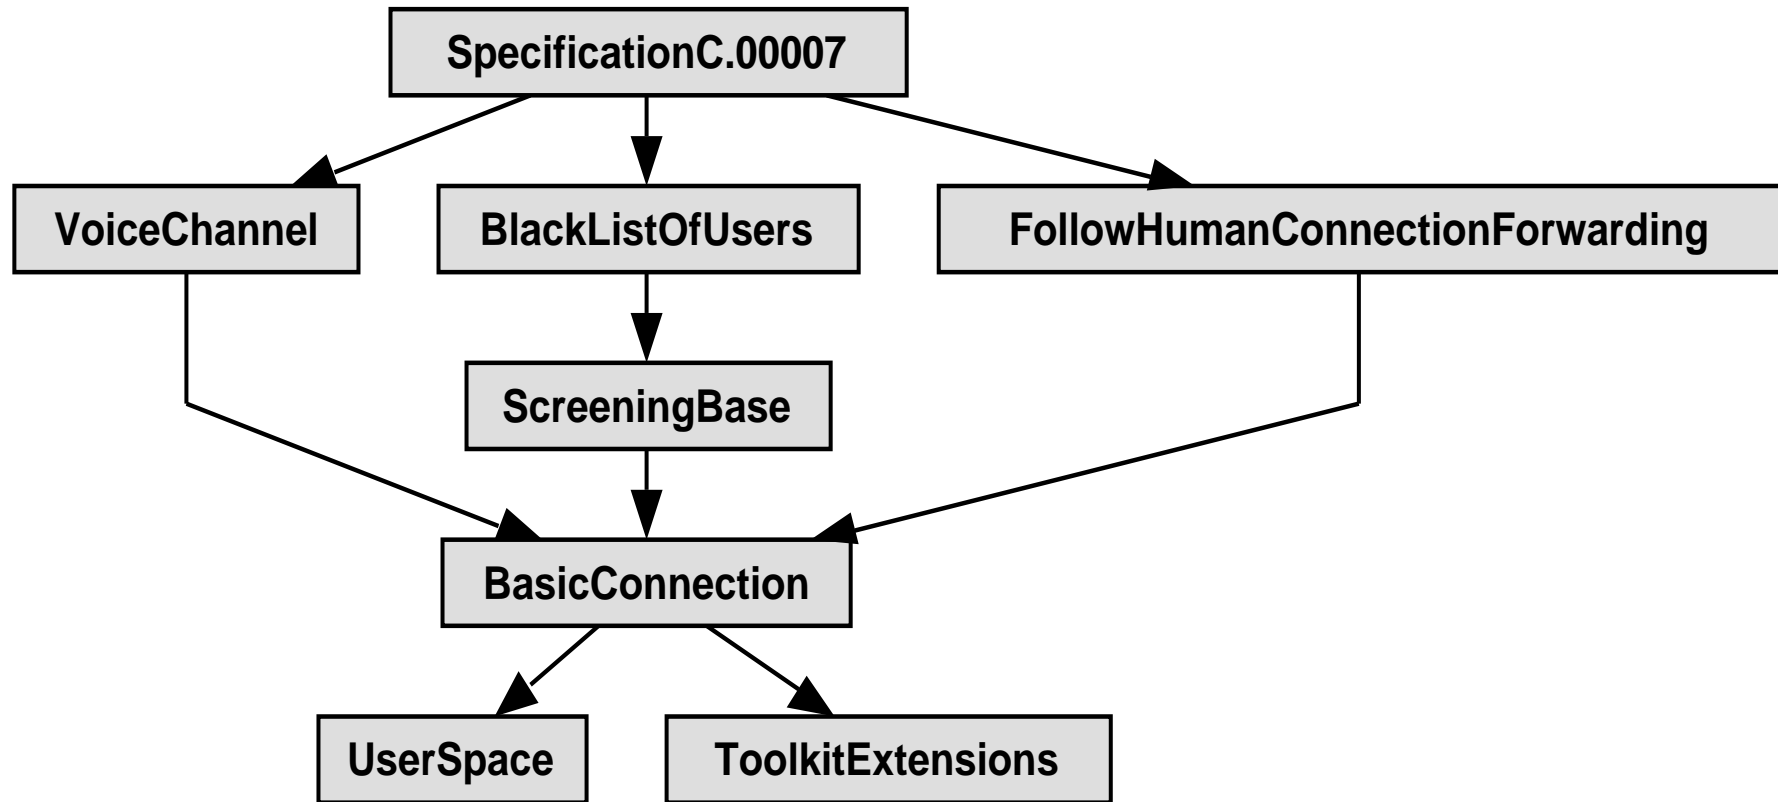 SpecificationC.00007
VoiceChannel
BlackListOfUsers
FollowHumanConnectionForwarding
ScreeningBase
BasicConnection
UserSpace
ToolkitExtensions